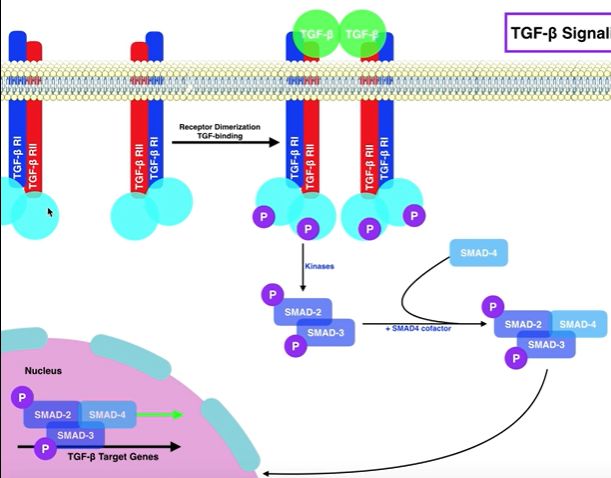 TGF-β Signali
TGF-β
TGF-β
TGF-β RI
TGF-β RII
TGF-β RII
TGF-β RI
Receptor Dimerization
TGF-binding
TGF-β RI
TGF-β RII
TGF-β RII
TGF-β RI
P
P
P
P
Kinases
SMAD-4
P
SMAD-2
SMAD-3
P
+ SMAD4 cofactor
P
SMAD-2
SMAD-4
SMAD-3
P
Nucleus
P
SMAD-2
SMAD-4
SMAD-3
P
TGF-β Target Genes